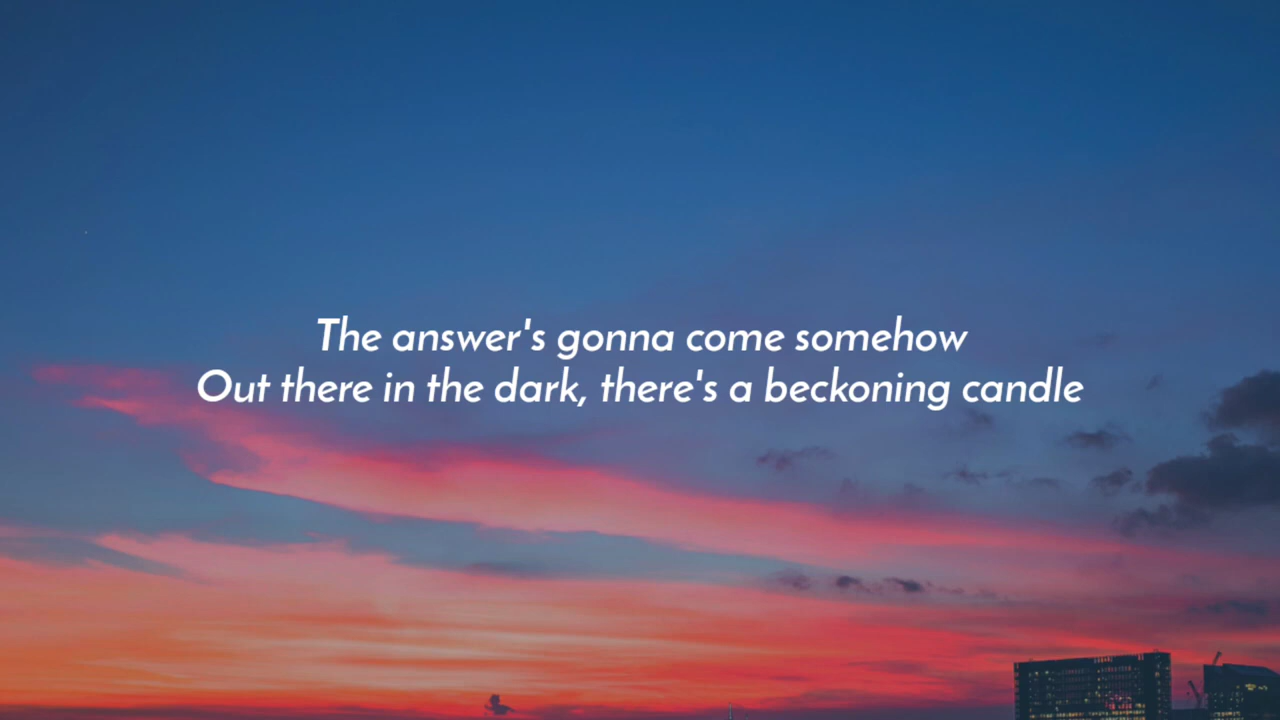 The answer's gonna come somehow
Out there in the dark, there's a beckoning candle